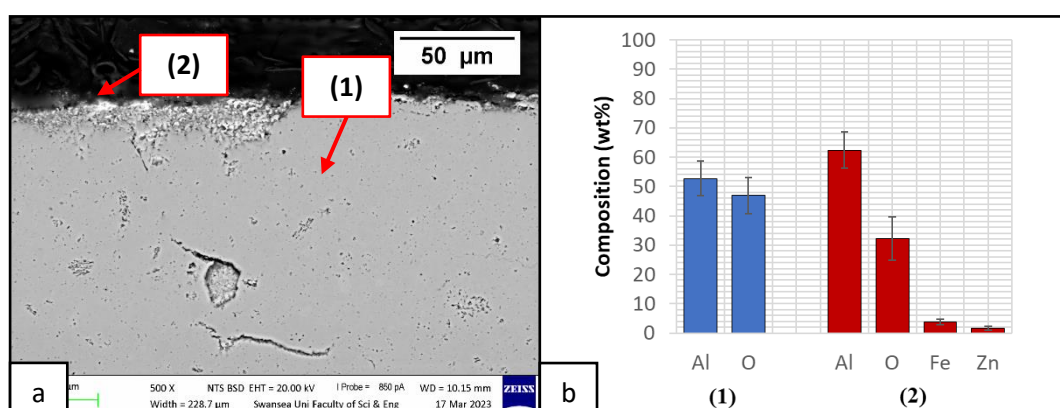 (2)
(1)
50 µm
a
µm
500 X
NTS BSD EHT = 20.00 kV
I Probe = 850 pA
WD = 10.15 mm
ZEISS
Width = 228.7 µm
Swansea Uni Faculty of Sci & Eng
17 Mar 2023
b
Composition (wt%)
100
90
80
70
60
50
40
30
20
10
0
Al O Al O Fe Zn
(1) (2)